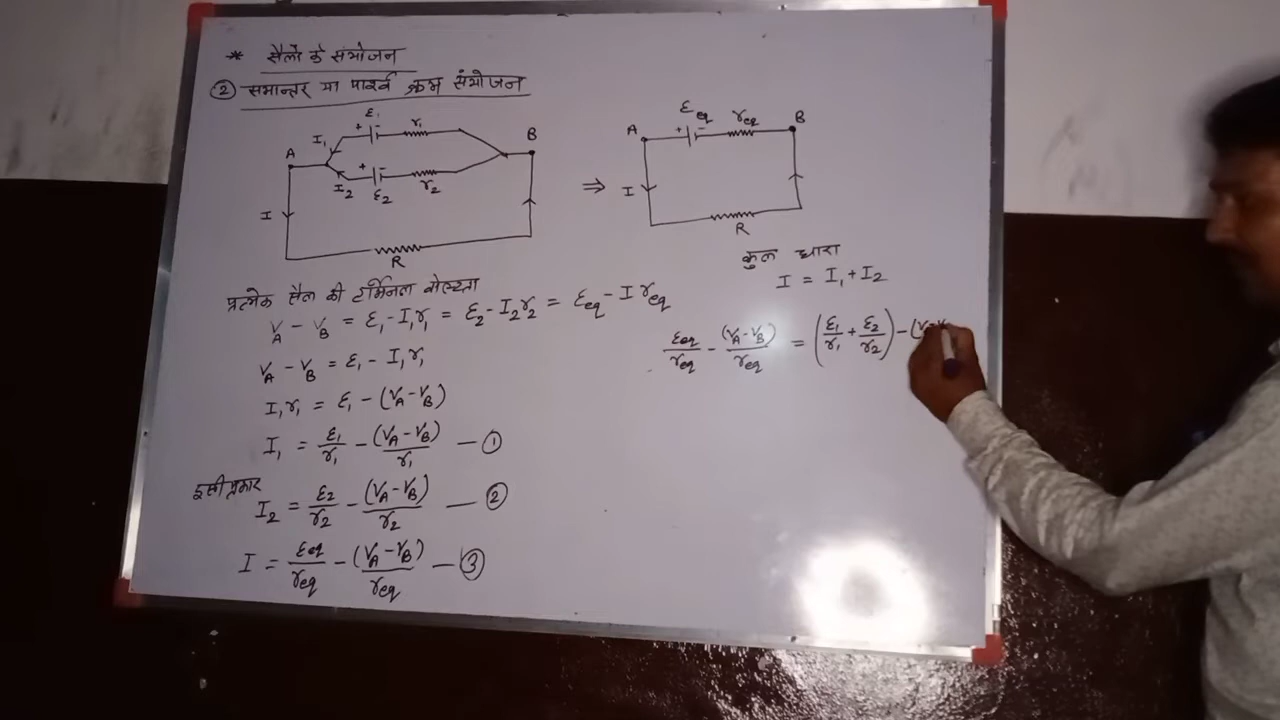 * सैलों के संयोजन
② समान्तर या पार्श्व क्रम संयोजन
ε₁
I₁ + - r₁
A B
I₂ + - ε₂ r₂
I
R
⇒
A + εeq - req B
I
R
प्रत्येक सैल की टर्मिनल वोल्टता
V_A - V_B = ε₁ - I₁r₁ = ε₂ - I₂r₂ = εeq - I req
V_A - V_B = ε₁ - I₁r₁
I₁r₁ = ε₁ - (V_A - V_B)
I₁ = ε₁/r₁ - (V_A - V_B)/r₁ — ①
इसी प्रकार
I₂ = ε₂/r₂ - (V_A - V_B)/r₂ — ②
I = εeq/req - (V_A - V_B)/req — ③
कुल धारा
I = I₁ + I₂
εeq/req - (V_A - V_B)/req = (ε₁/r₁ + ε₂/r₂) - (V